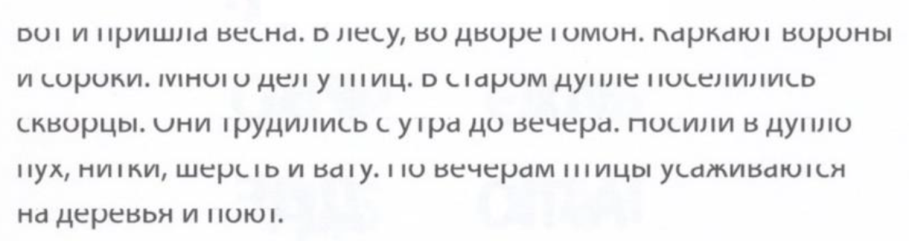 Вот и пришла весна. В лесу, во дворе гомон. Каркают вороны
и сороки. Много дел у птиц. В старом дупле поселились
скворцы. Они трудились с утра до вечера. Носили в дупло
пух, нитки, шерсть и вату. По вечерам птицы усаживаются
на деревья и поют.